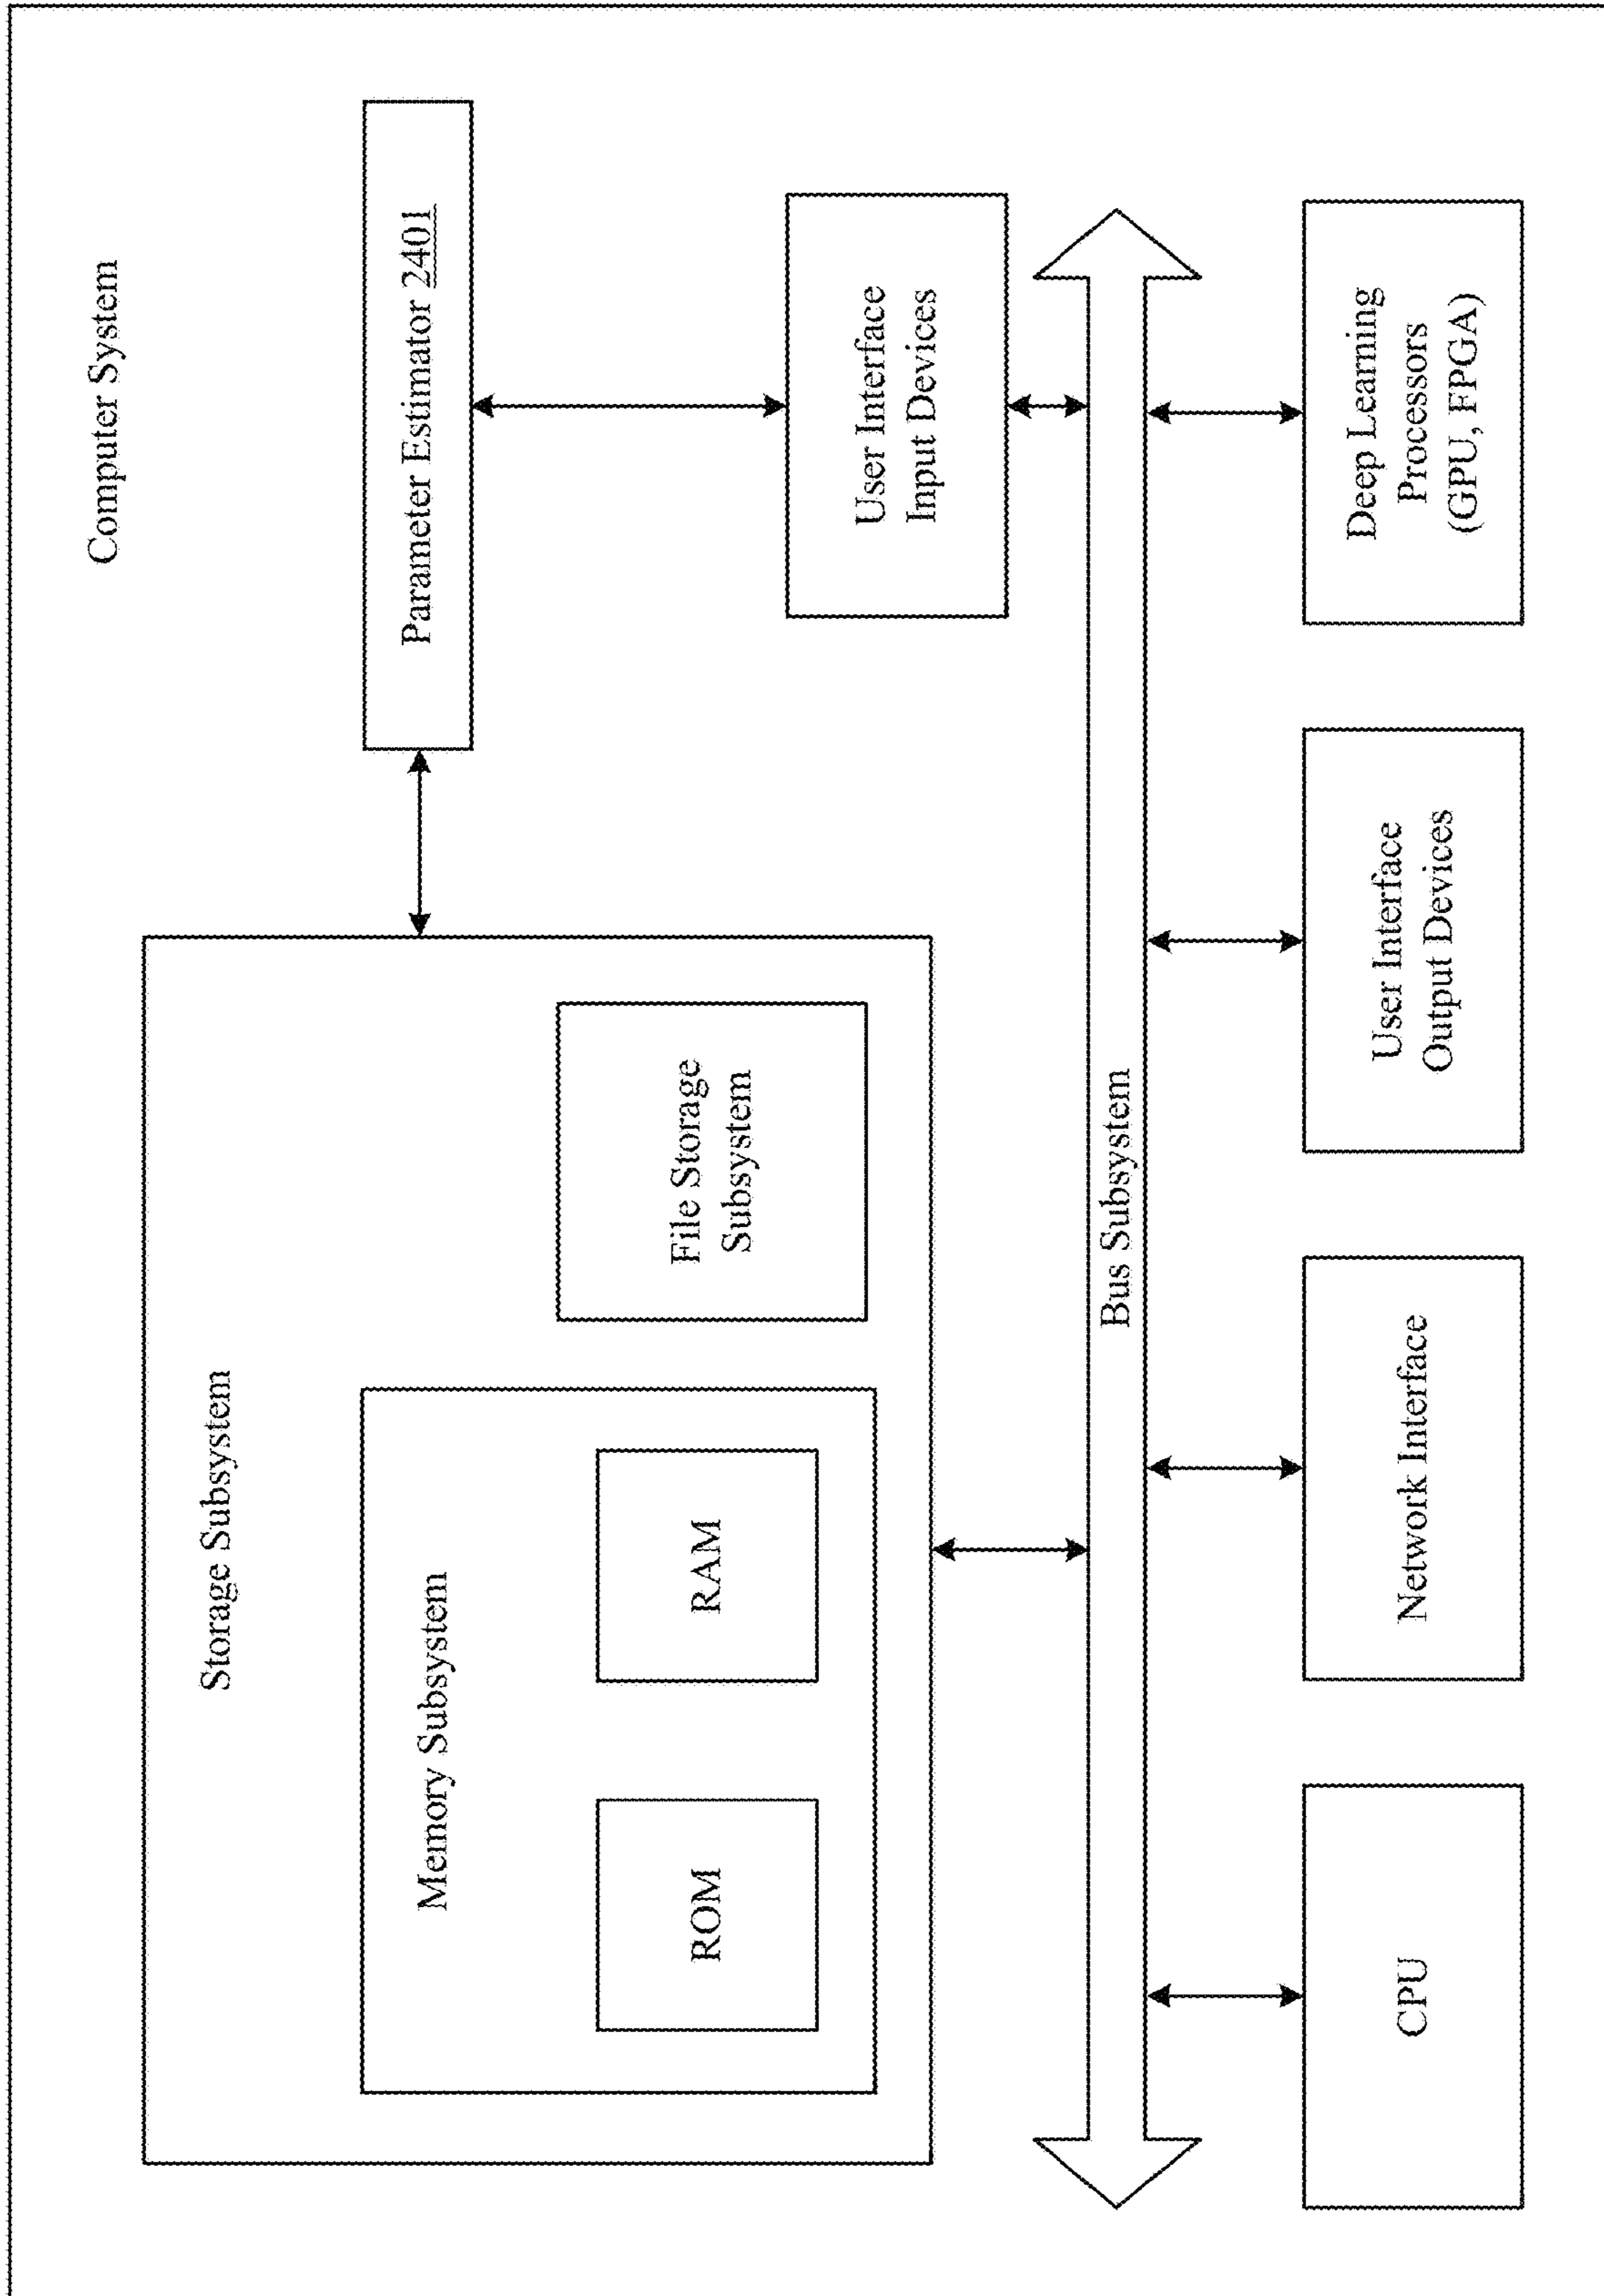 Computer System
Storage Subsystem
Memory Subsystem
ROM
RAM
File Storage
Subsystem
Parameter Estimator 2401
User Interface
Input Devices
Bus Subsystem
CPU
Network Interface
User Interface
Output Devices
Deep Learning
Processors
(GPU, FPGA)